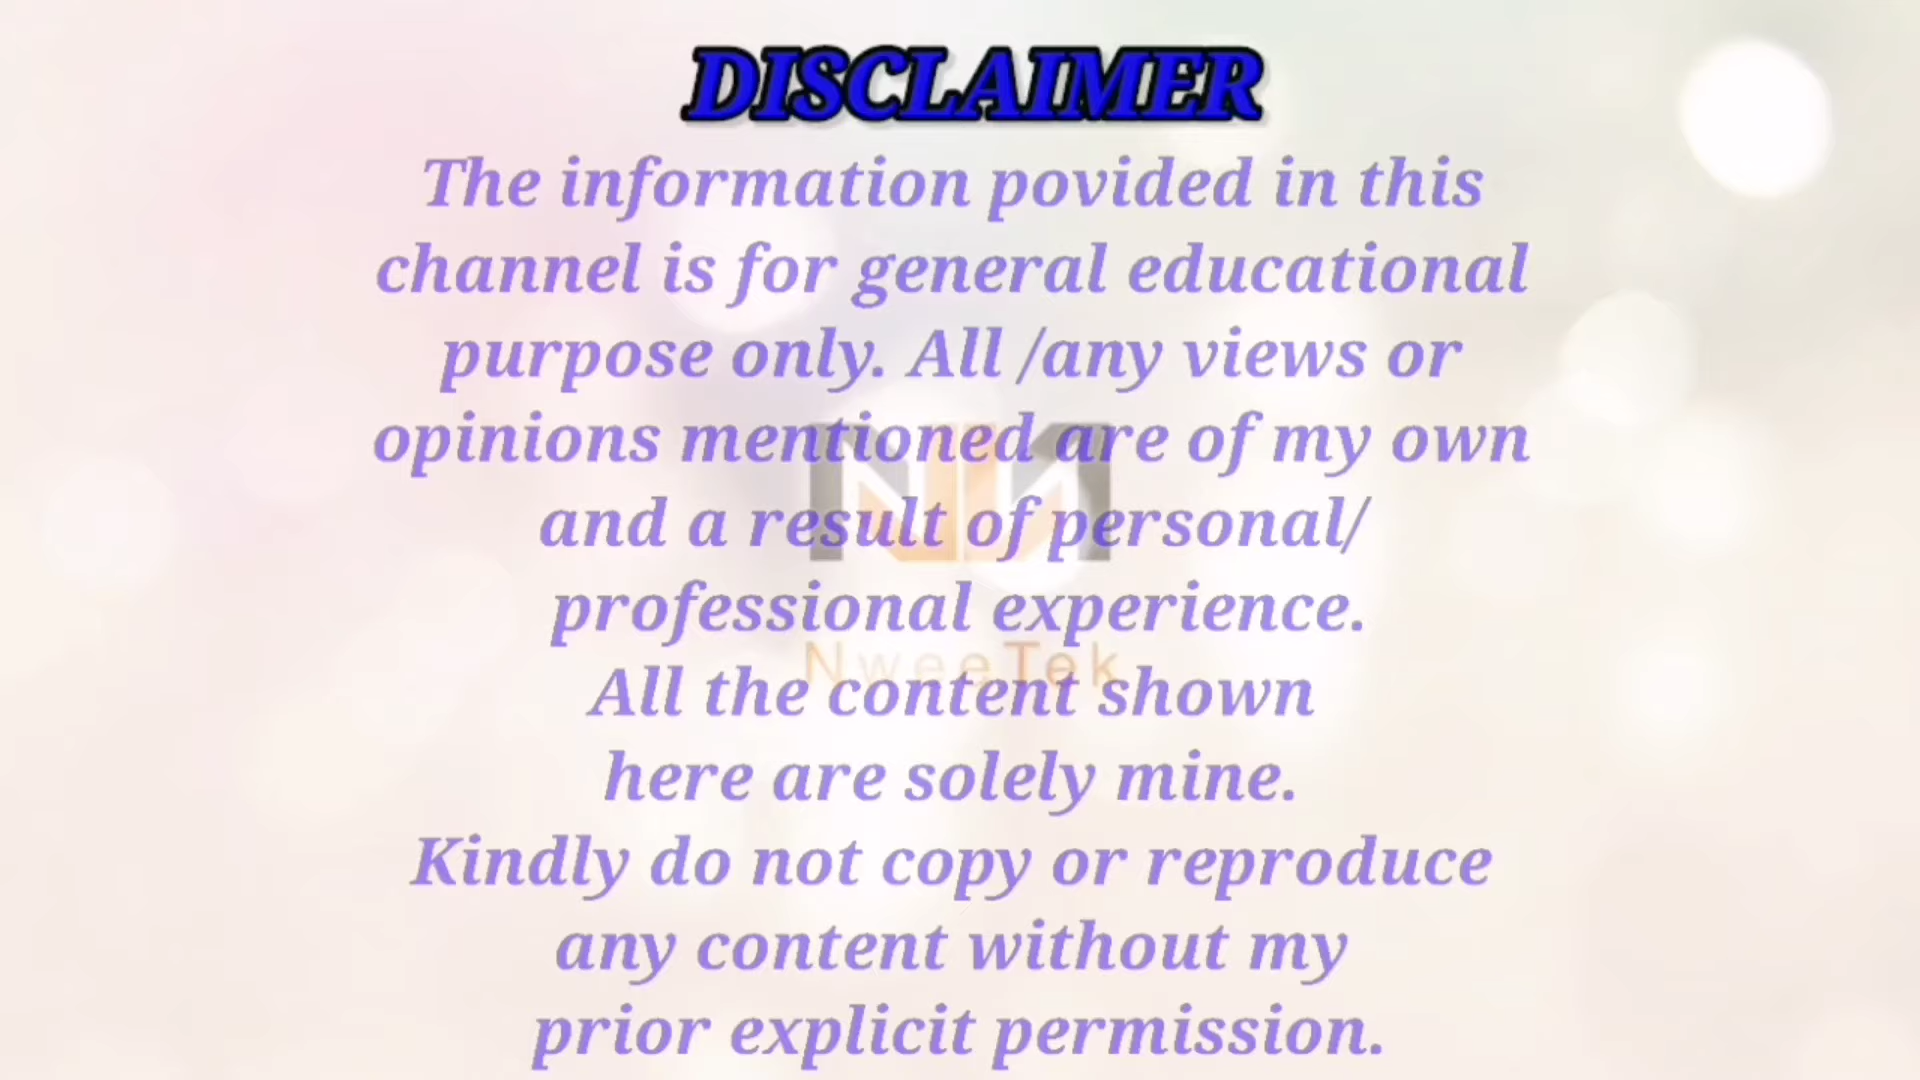 DISCLAIMER
The information povided in this
channel is for general educational
purpose only. All /any views or
opinions mentioned are of my own
and a result of personal/
professional experience.
NweeTek
All the content shown
here are solely mine.
Kindly do not copy or reproduce
any content without my
prior explicit permission.